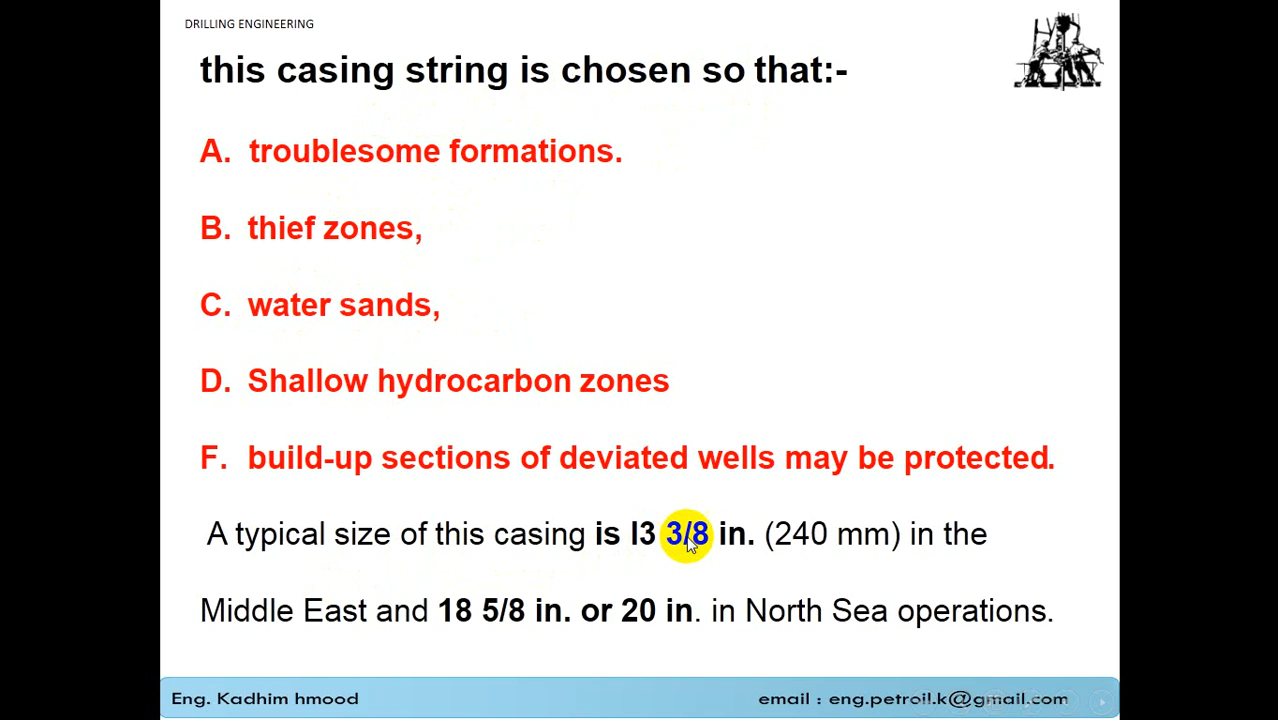 DRILLING ENGINEERING
this casing string is chosen so that:-
A. troublesome formations.
B. thief zones,
C. water sands,
D. Shallow hydrocarbon zones
F. build-up sections of deviated wells may be protected.
A typical size of this casing is l3 3/8 in. (240 mm) in the
Middle East and 18 5/8 in. or 20 in. in North Sea operations.
Eng. Kadhim hmood
email : eng.petroil.k@gmail.com